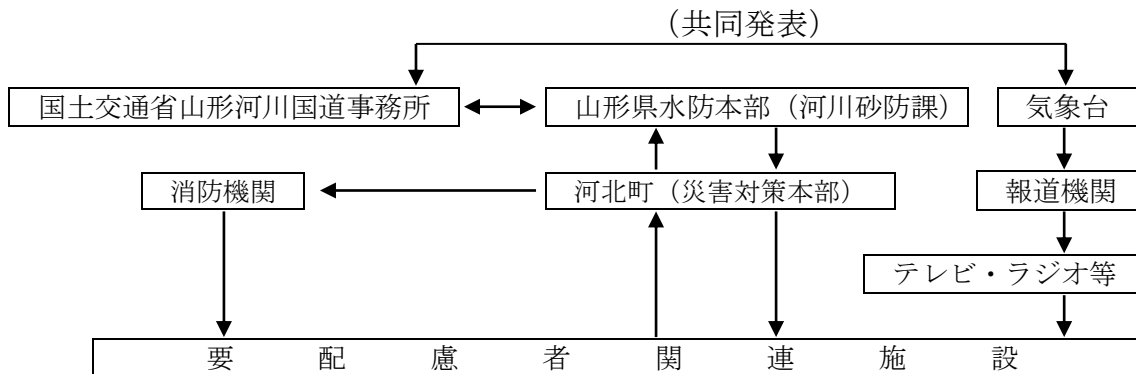 （共同発表）
国土交通省山形河川国道事務所
山形県水防本部（河川砂防課）
気象台
消防機関
河北町（災害対策本部）
報道機関
テレビ・ラジオ等
要配慮者関連施設